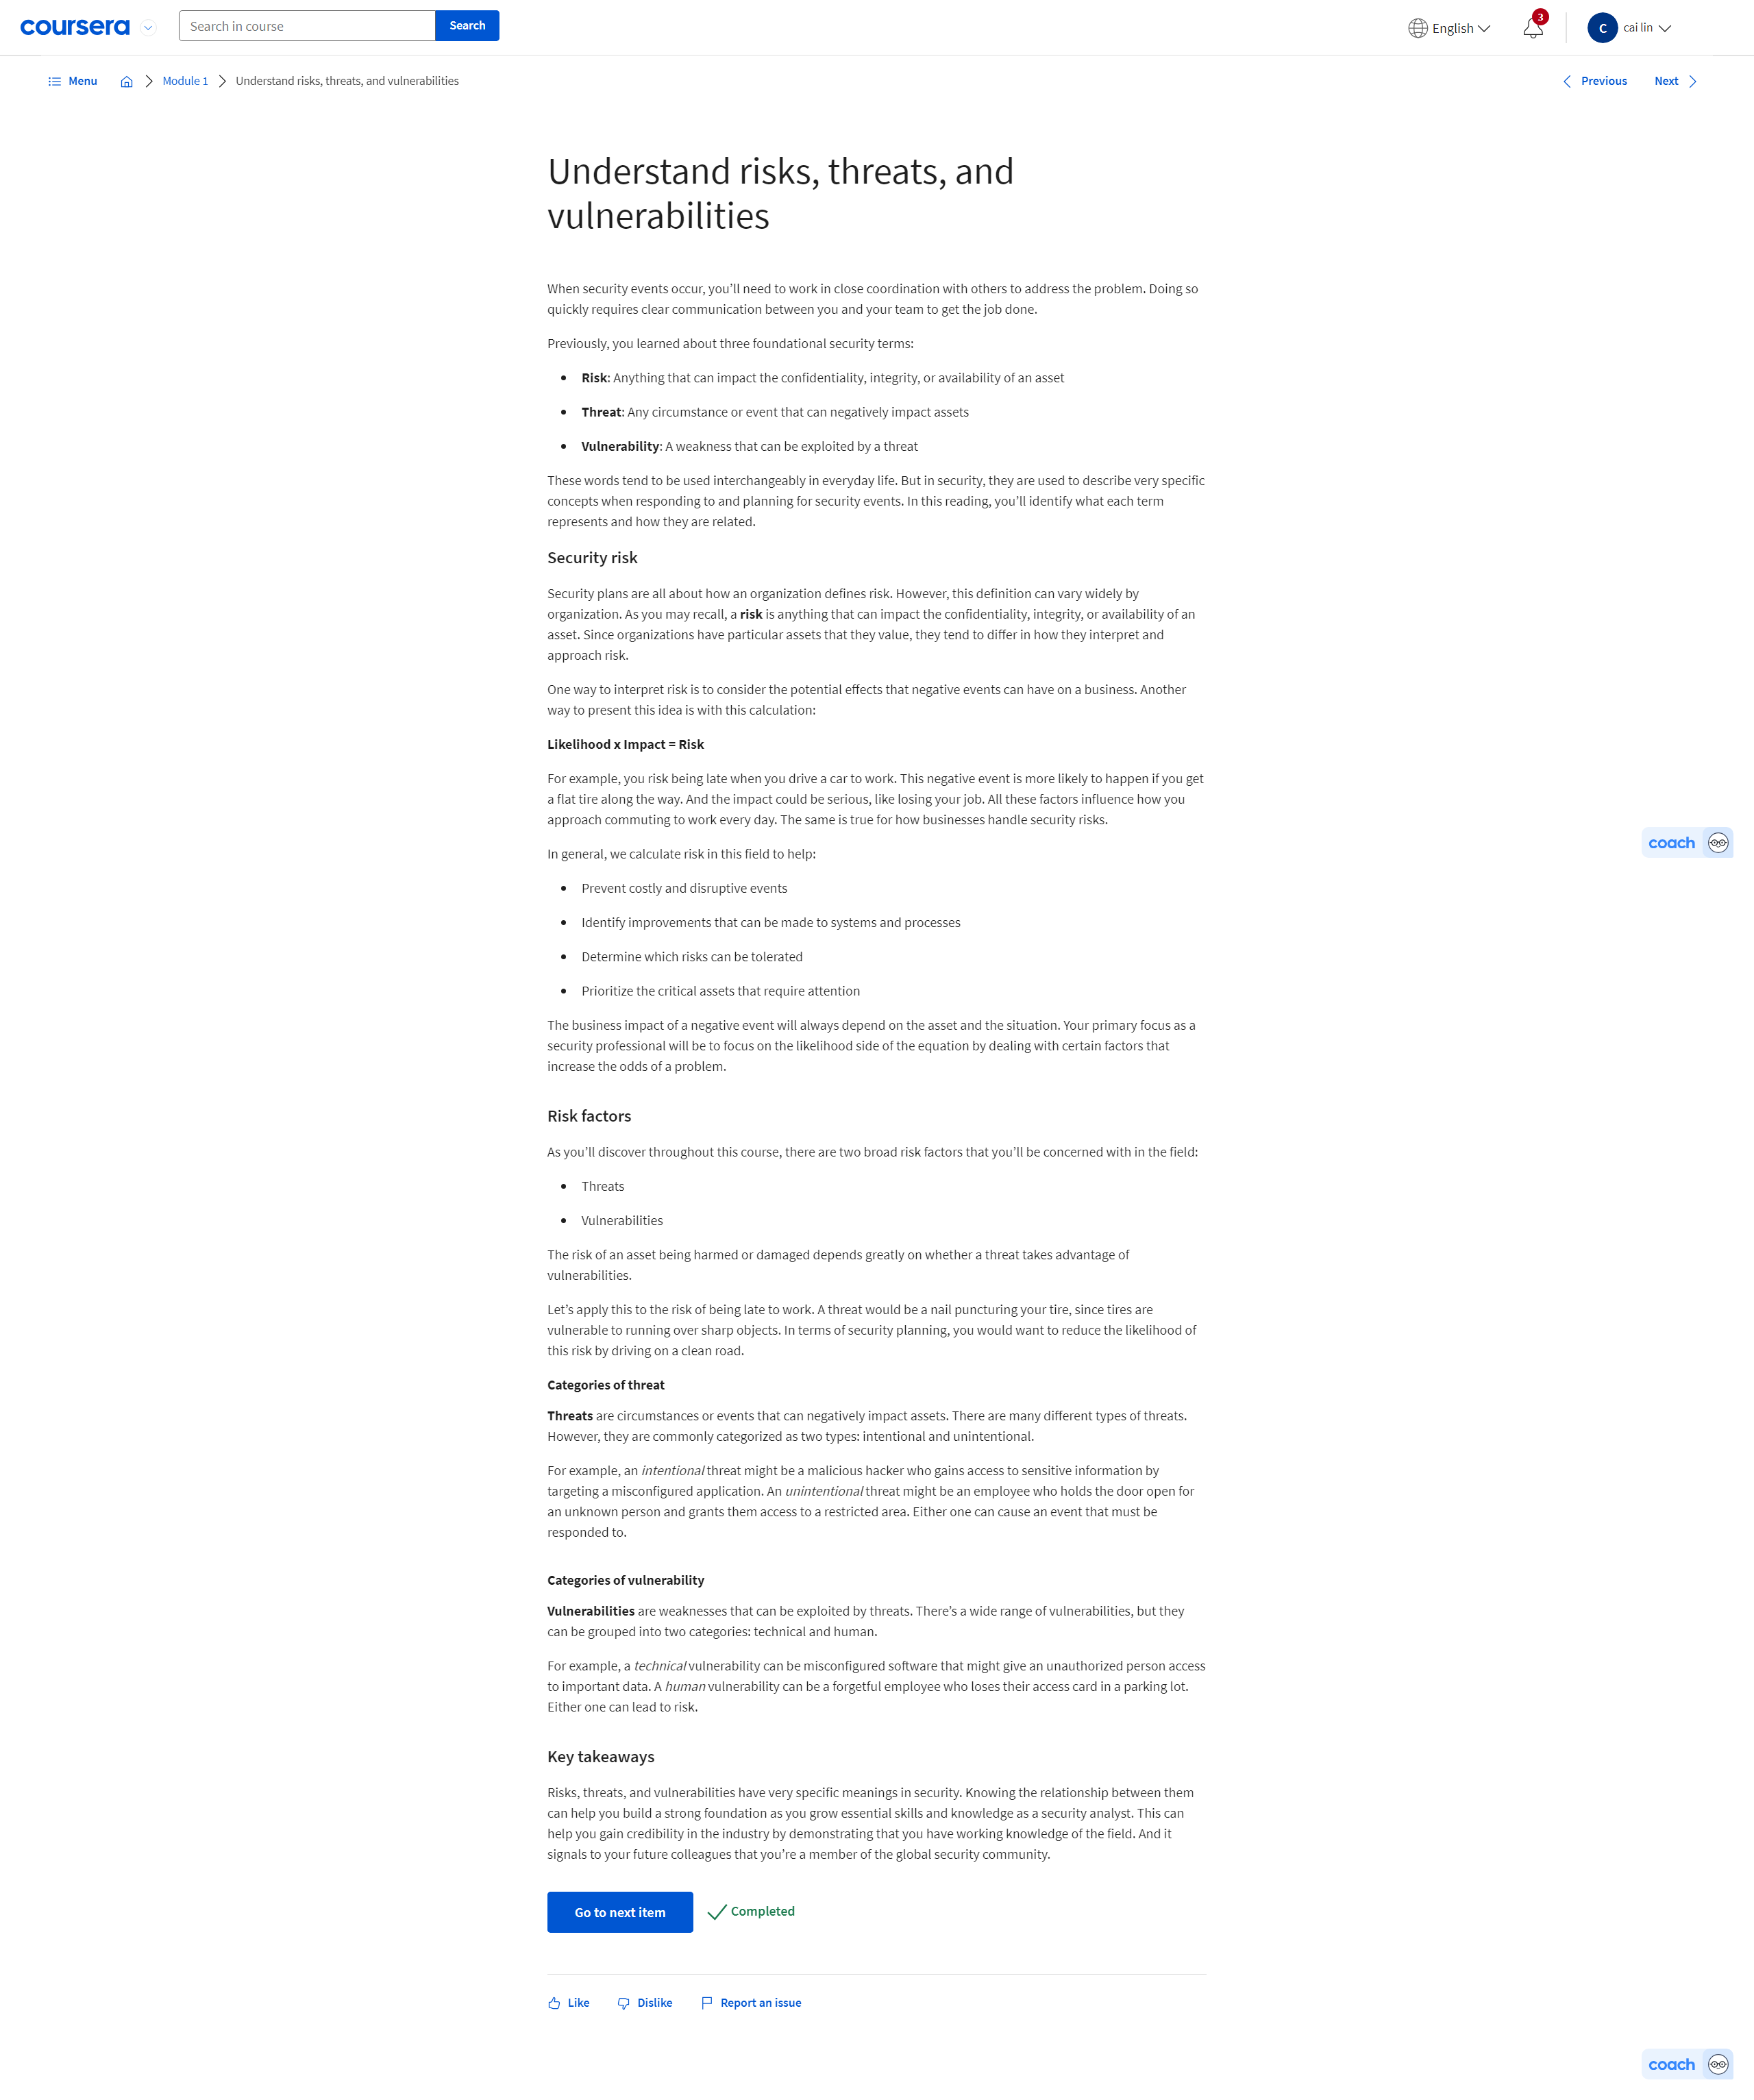 coursera
Search in course
Search
English
3
C
cai lin
Menu
Module 1
Understand risks, threats, and vulnerabilities
Previous
Next
Understand risks, threats, and
vulnerabilities
When security events occur, you’ll need to work in close coordination with others to address the problem. Doing so
quickly requires clear communication between you and your team to get the job done.
Previously, you learned about three foundational security terms:
Risk: Anything that can impact the confidentiality, integrity, or availability of an asset
Threat: Any circumstance or event that can negatively impact assets
Vulnerability: A weakness that can be exploited by a threat
These words tend to be used interchangeably in everyday life. But in security, they are used to describe very specific
concepts when responding to and planning for security events. In this reading, you’ll identify what each term
represents and how they are related.
Security risk
Security plans are all about how an organization defines risk. However, this definition can vary widely by
organization. As you may recall, a risk is anything that can impact the confidentiality, integrity, or availability of an
asset. Since organizations have particular assets that they value, they tend to differ in how they interpret and
approach risk.
One way to interpret risk is to consider the potential effects that negative events can have on a business. Another
way to present this idea is with this calculation:
Likelihood x Impact = Risk
For example, you risk being late when you drive a car to work. This negative event is more likely to happen if you get
a flat tire along the way. And the impact could be serious, like losing your job. All these factors influence how you
approach commuting to work every day. The same is true for how businesses handle security risks.
coach
In general, we calculate risk in this field to help:
Prevent costly and disruptive events
Identify improvements that can be made to systems and processes
Determine which risks can be tolerated
Prioritize the critical assets that require attention
The business impact of a negative event will always depend on the asset and the situation. Your primary focus as a
security professional will be to focus on the likelihood side of the equation by dealing with certain factors that
increase the odds of a problem.
Risk factors
As you’ll discover throughout this course, there are two broad risk factors that you’ll be concerned with in the field:
Threats
Vulnerabilities
The risk of an asset being harmed or damaged depends greatly on whether a threat takes advantage of
vulnerabilities.
Let’s apply this to the risk of being late to work. A threat would be a nail puncturing your tire, since tires are
vulnerable to running over sharp objects. In terms of security planning, you would want to reduce the likelihood of
this risk by driving on a clean road.
Categories of threat
Threats are circumstances or events that can negatively impact assets. There are many different types of threats.
However, they are commonly categorized as two types: intentional and unintentional.
For example, an intentional threat might be a malicious hacker who gains access to sensitive information by
targeting a misconfigured application. An unintentional threat might be an employee who holds the door open for
an unknown person and grants them access to a restricted area. Either one can cause an event that must be
responded to.
Categories of vulnerability
Vulnerabilities are weaknesses that can be exploited by threats. There’s a wide range of vulnerabilities, but they
can be grouped into two categories: technical and human.
For example, a technical vulnerability can be misconfigured software that might give an unauthorized person access
to important data. A human vulnerability can be a forgetful employee who loses their access card in a parking lot.
Either one can lead to risk.
Key takeaways
Risks, threats, and vulnerabilities have very specific meanings in security. Knowing the relationship between them
can help you build a strong foundation as you grow essential skills and knowledge as a security analyst. This can
help you gain credibility in the industry by demonstrating that you have working knowledge of the field. And it
signals to your future colleagues that you’re a member of the global security community.
Go to next item
Completed
Like
Dislike
Report an issue
coach